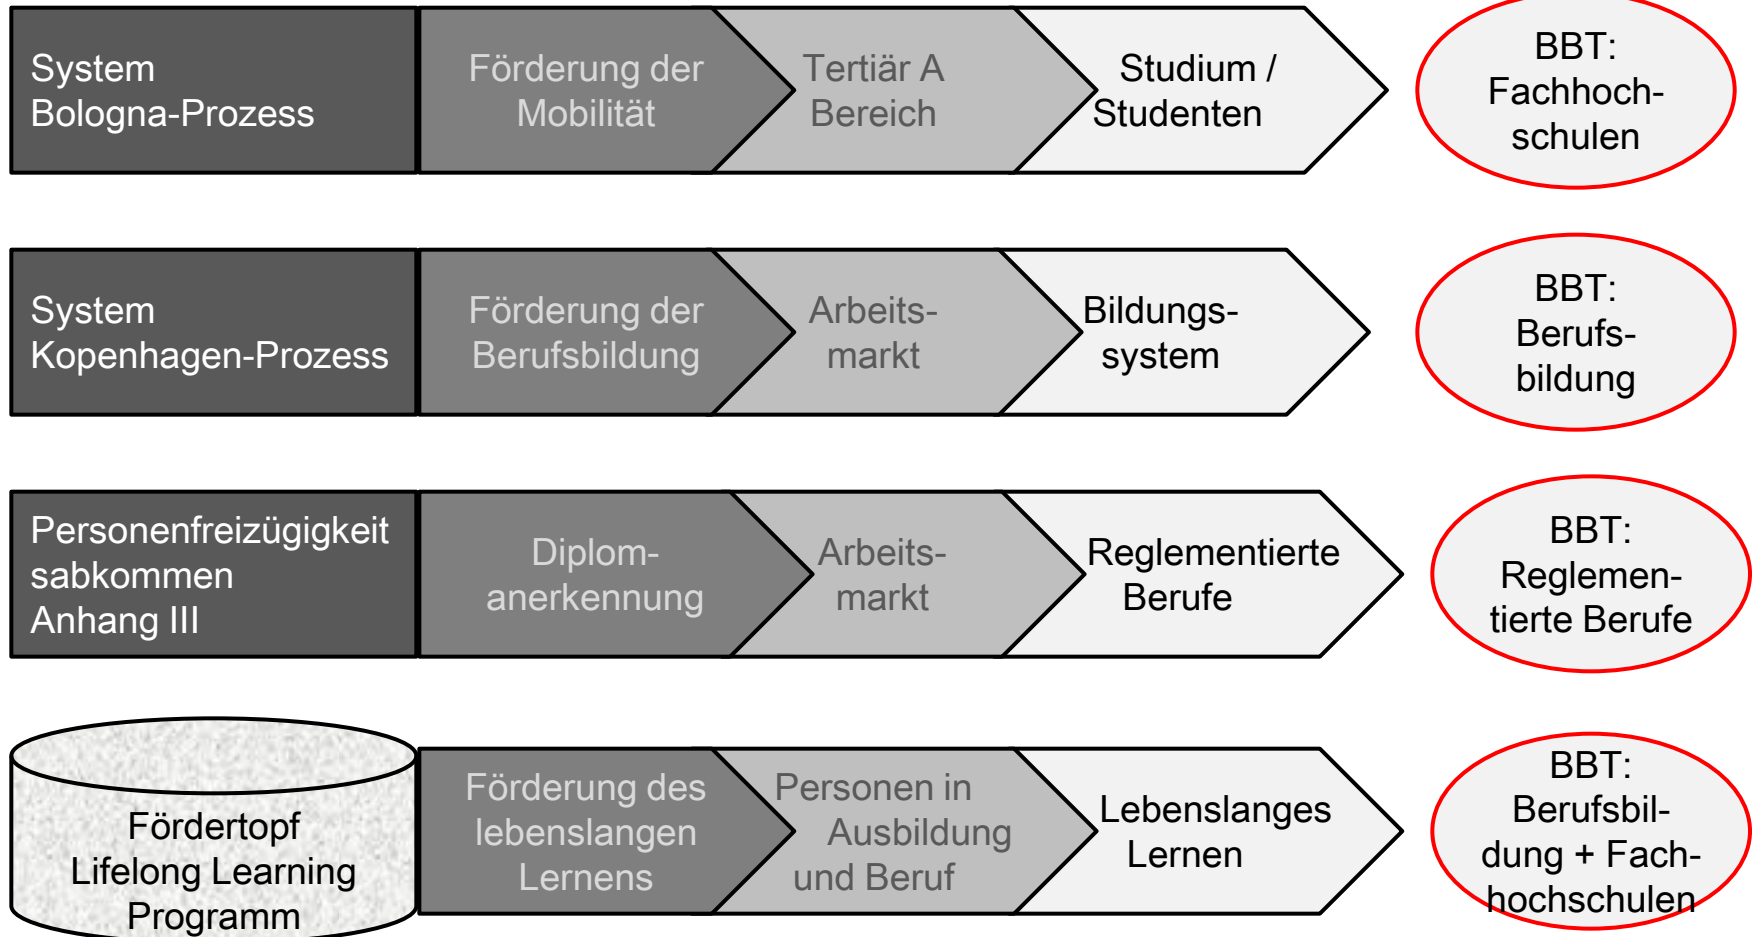 System
Bologna-Prozess
Förderung der
Mobilität
Tertiär A
Bereich
Studium /
Studenten
BBT:
Fachhoch-
schulen
System
Kopenhagen-Prozess
Förderung der
Berufsbildung
Arbeits-
markt
Bildungs-
system
BBT:
Berufs-
bildung
Personenfreizügigkeit
sabkommen
Anhang III
Diplom-
anerkennung
Arbeits-
markt
Reglementierte
Berufe
BBT:
Reglemen-
tierte Berufe
Fördertopf
Lifelong Learning
Programm
Förderung des
lebenslangen
Lernens
Personen in
Ausbildung
und Beruf
Lebenslanges
Lernen
BBT:
Berufsbil-
dung + Fach-
hochschulen